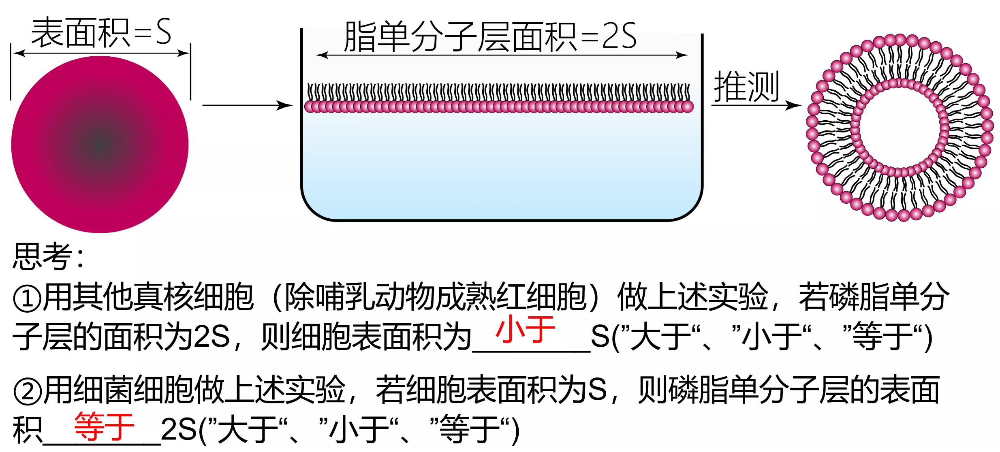 表面积=S
脂单分子层面积=2S
推测
思考：
①用其他真核细胞（除哺乳动物成熟红细胞）做上述实验，若磷脂单分
子层的面积为2S，则细胞表面积为小于S(”大于“、”小于“、”等于“)
②用细菌细胞做上述实验，若细胞表面积为S，则磷脂单分子层的表面
积等于2S(”大于“、”小于“、”等于“)